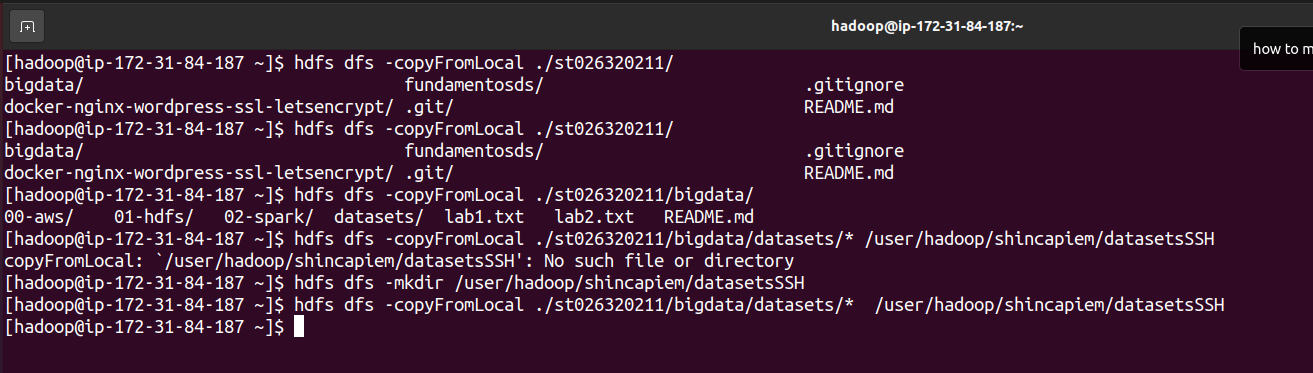 hadoop@ip-172-31-84-187:~
how to m
[hadoop@ip-172-31-84-187 ~]$ hdfs dfs -copyFromLocal ./st026320211/
bigdata/ fundamentosds/ .gitignore
docker-nginx-wordpress-ssl-letsencrypt/ .git/ README.md
[hadoop@ip-172-31-84-187 ~]$ hdfs dfs -copyFromLocal ./st026320211/
bigdata/ fundamentosds/ .gitignore
docker-nginx-wordpress-ssl-letsencrypt/ .git/ README.md
[hadoop@ip-172-31-84-187 ~]$ hdfs dfs -copyFromLocal ./st026320211/bigdata/
00-aws/ 01-hdfs/ 02-spark/ datasets/ lab1.txt lab2.txt README.md
[hadoop@ip-172-31-84-187 ~]$ hdfs dfs -copyFromLocal ./st026320211/bigdata/datasets/* /user/hadoop/shincapiem/datasetsSSH
copyFromLocal: `/user/hadoop/shincapiem/datasetsSSH': No such file or directory
[hadoop@ip-172-31-84-187 ~]$ hdfs dfs -mkdir /user/hadoop/shincapiem/datasetsSSH
[hadoop@ip-172-31-84-187 ~]$ hdfs dfs -copyFromLocal ./st026320211/bigdata/datasets/*  /user/hadoop/shincapiem/datasetsSSH
[hadoop@ip-172-31-84-187 ~]$